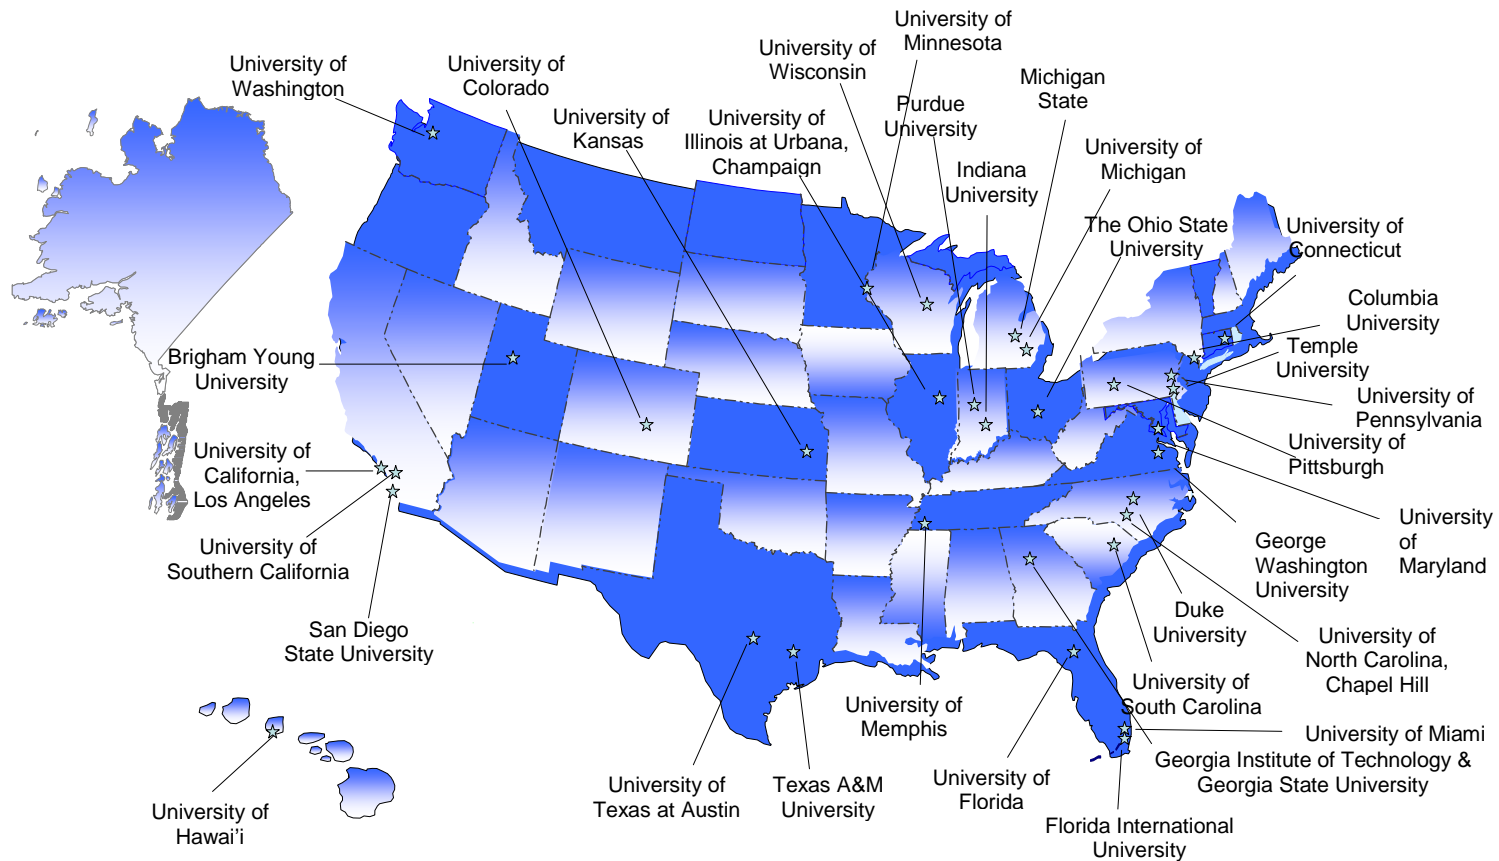 University of
Minnesota
University of
Wisconsin
University of
Washington
University of
Colorado
Michigan
State
Purdue
University
University of
Kansas
University of
Illinois at Urbana,
Champaign
University of
Michigan
Indiana
University
The Ohio State
University
University of
Connecticut
Columbia
University
Temple
University
Brigham Young
University
University of
Pennsylvania
University of
Pittsburgh
University of
California,
Los Angeles
University
of
Maryland
George
Washington
University
University of
Southern California
Duke
University
San Diego
State University
University of
North Carolina,
Chapel Hill
University of
South Carolina
University of
Memphis
University of Miami
Georgia Institute of Technology &
Georgia State University
University of
Florida
University of
Texas at Austin
Texas A&M
University
University of
Hawai’i
Florida International
University